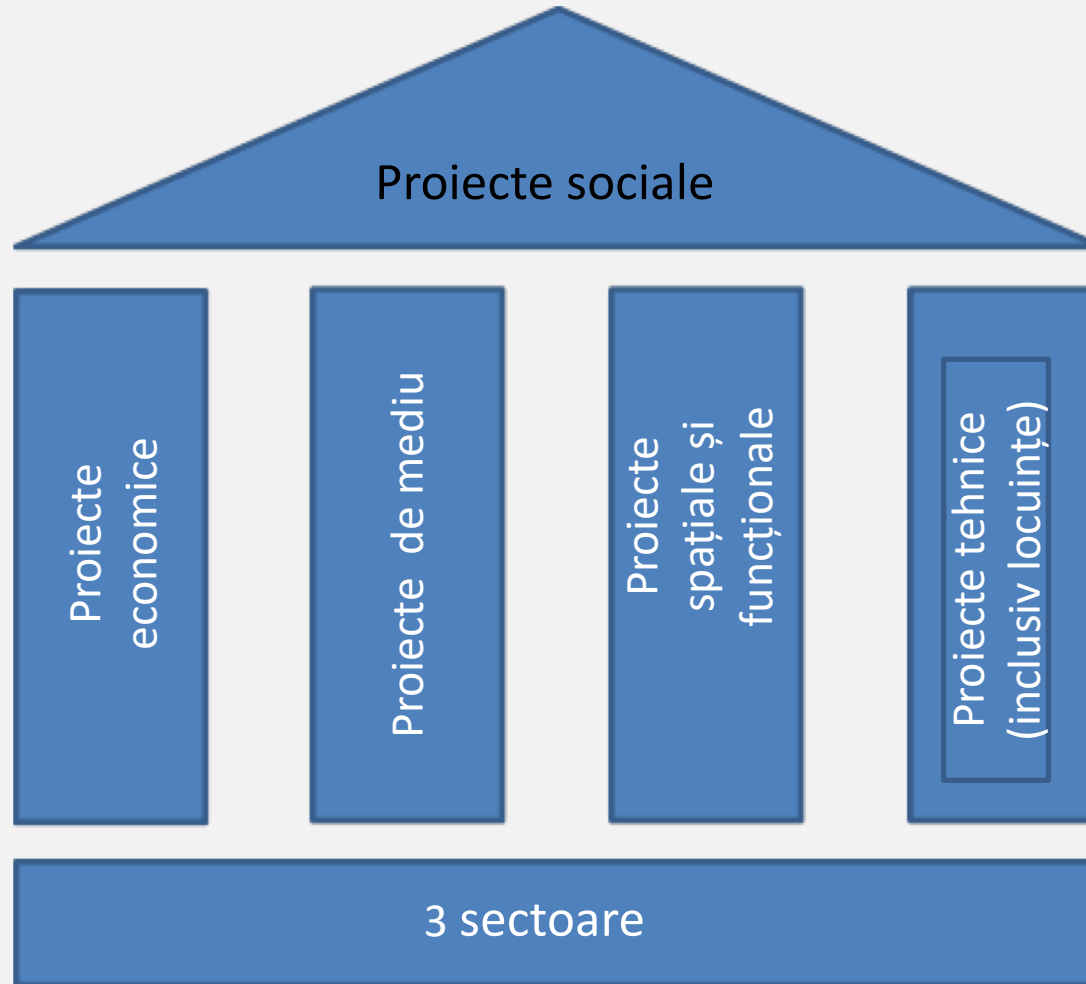 Proiecte sociale
Proiecte
economice
Proiecte de mediu
Proiecte
spațiale și
funcționale
Proiecte tehnice
(inclusiv locuințe)
3 sectoare